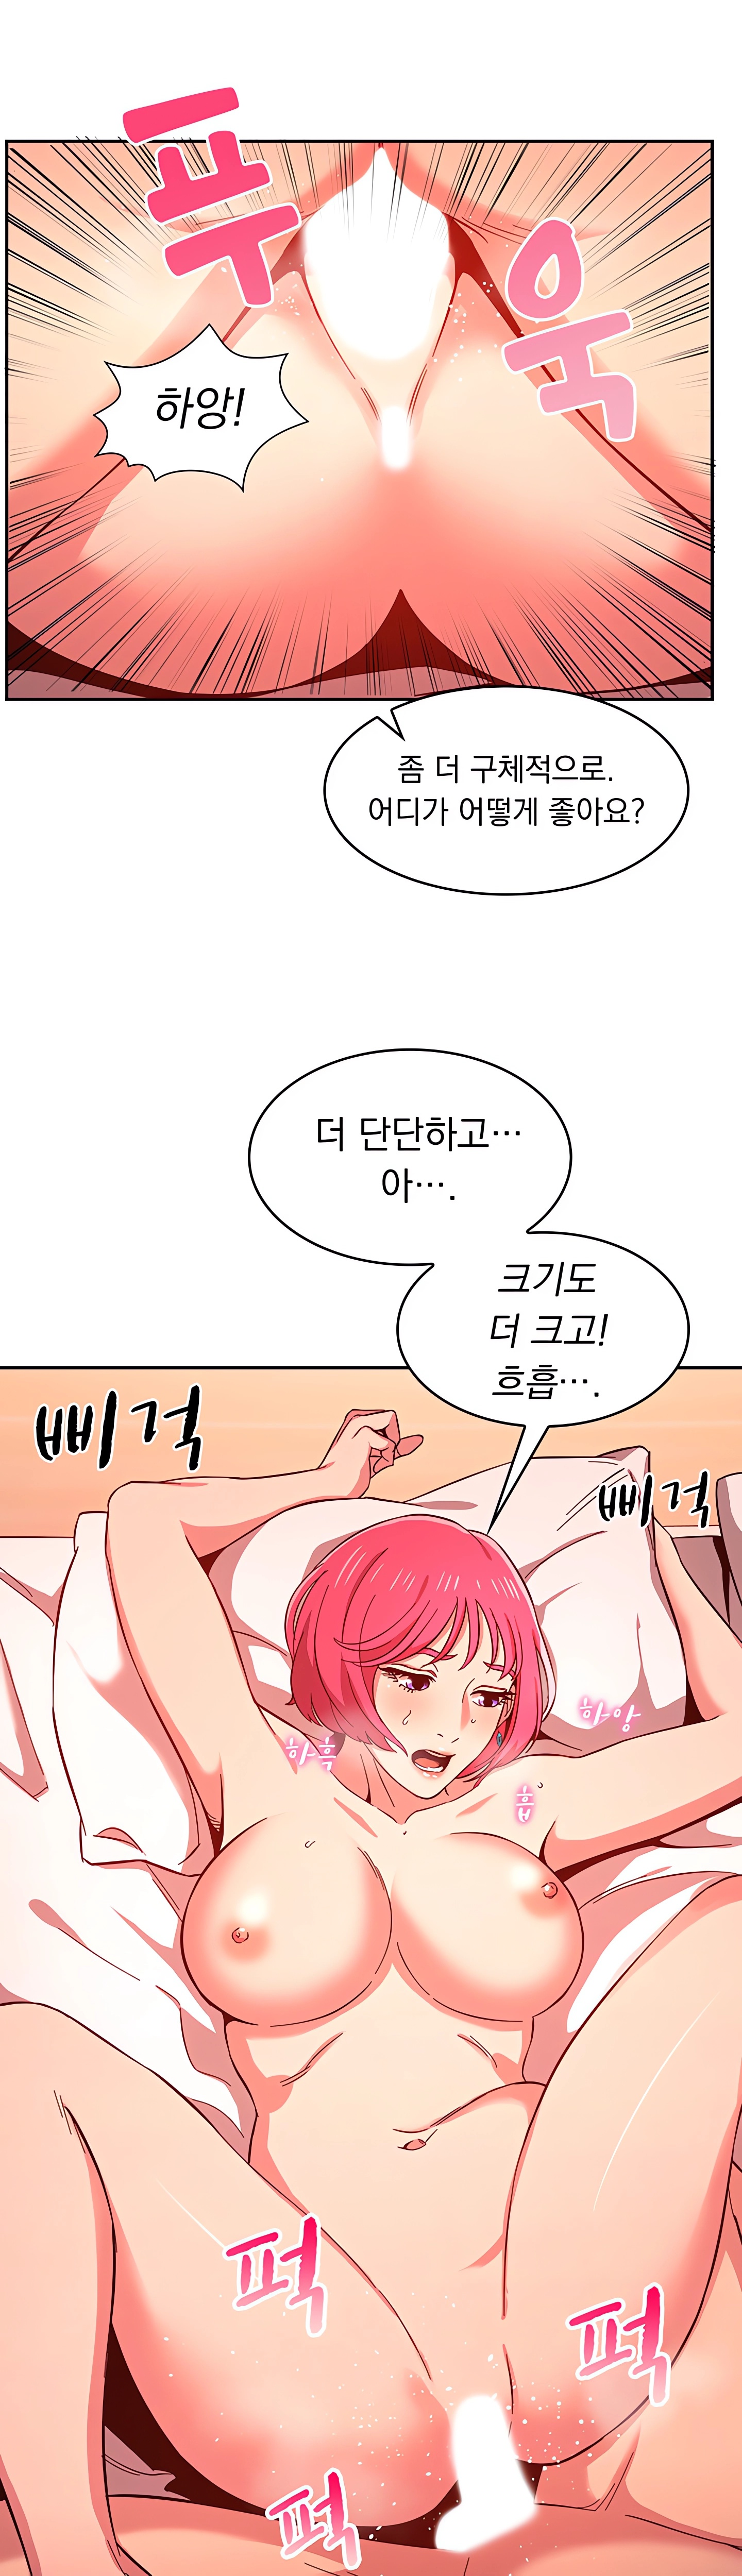 푸욱
하앙!
좀 더 구체적으로.
어디가 어떻게 좋아요?
더 단단하고…
아….
크기도
더 크고!
흐흡….
삐걱
삐걱
하앙
하흑
흡
퍽
퍽
퍽